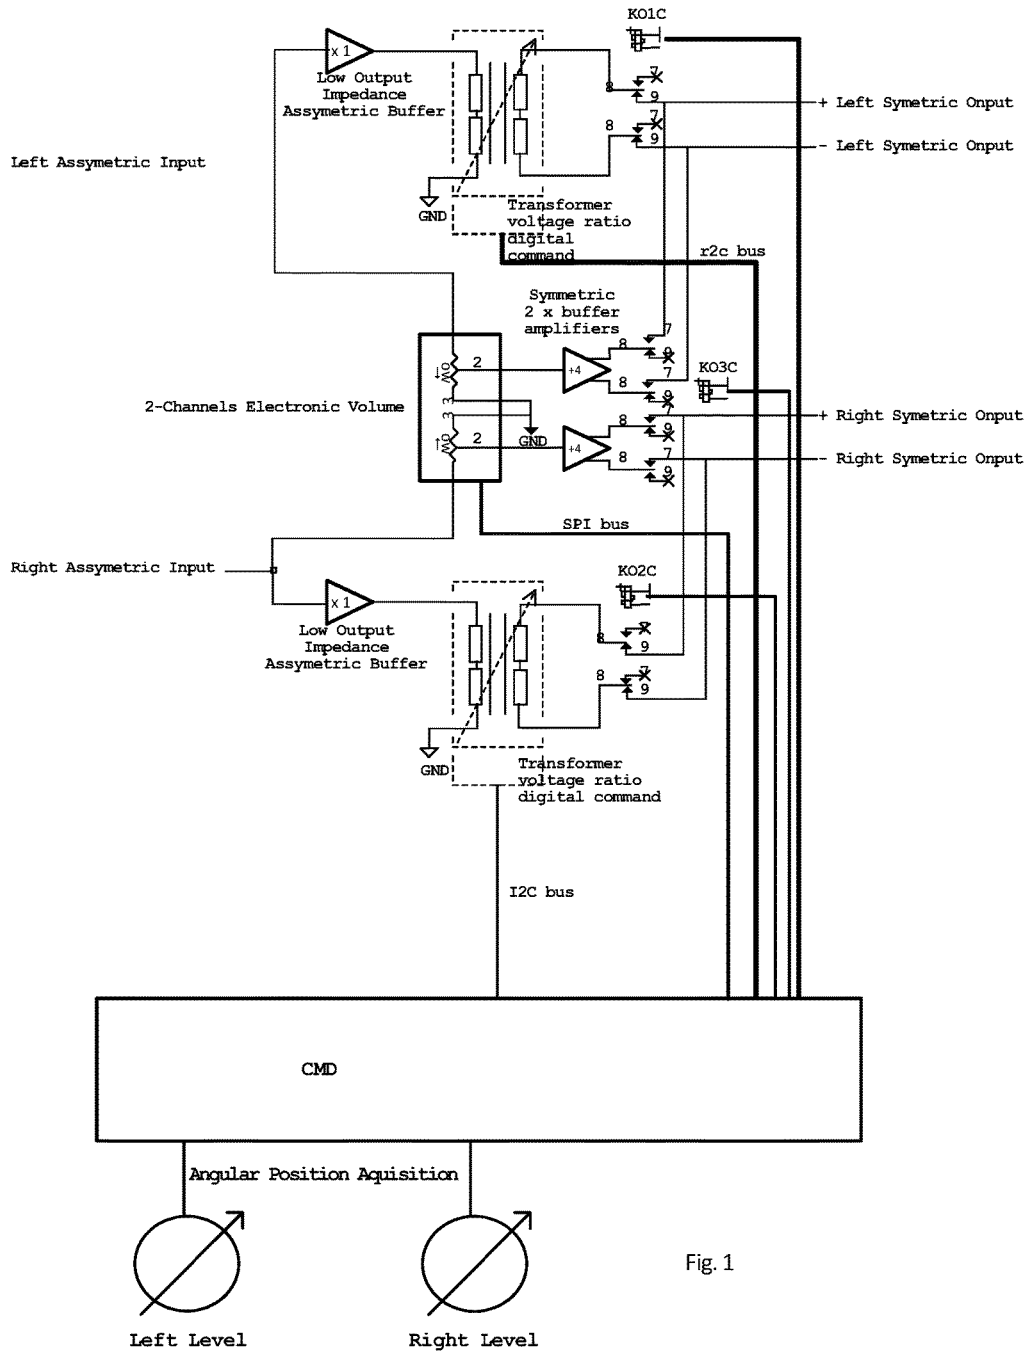 KO1C
x 1
Low Output
Impedance
Assymetric Buffer
7
8
9
+ Left Symetric Onput
7
8
9
- Left Symetric Onput
Left Assymetric Input
GND
Transformer
voltage ratio
digital
command
r2c bus
Symmetric
2 x buffer
amplifiers
7
8
9
2
+4
KO3C
7
8
9
2-Channels Electronic Volume
3
3
GND
+ Right Symetric Onput
7
8
9
2
+4
7
8
9
- Right Symetric Onput
SPI bus
Right Assymetric Input
KO2C
x 1
Low Output
Impedance
Assymetric Buffer
7
8
9
7
8
9
GND
Transformer
voltage ratio
digital command
I2C bus
CMD
Angular Position Aquisition
Fig. 1
Left Level
Right Level